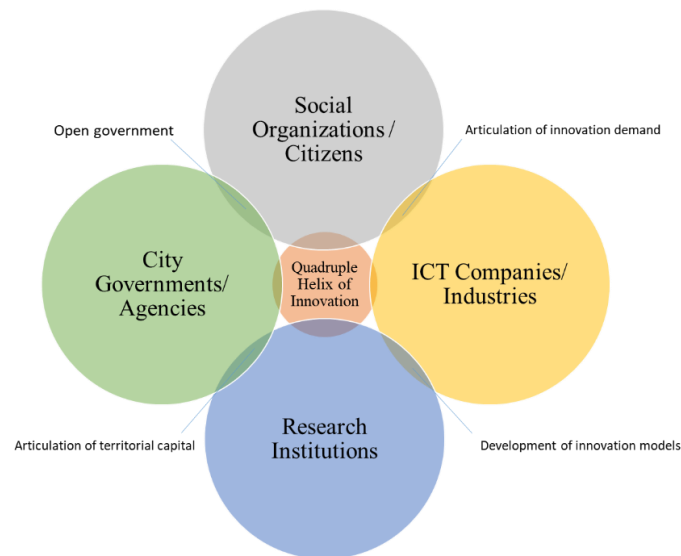 Social
Organizations /
Citizens
Open government
Articulation of innovation demand
City
Governments/
Agencies
Quadruple
Helix of
Innovation
ICT Companies/
Industries
Research
Institutions
Articulation of territorial capital
Development of innovation models